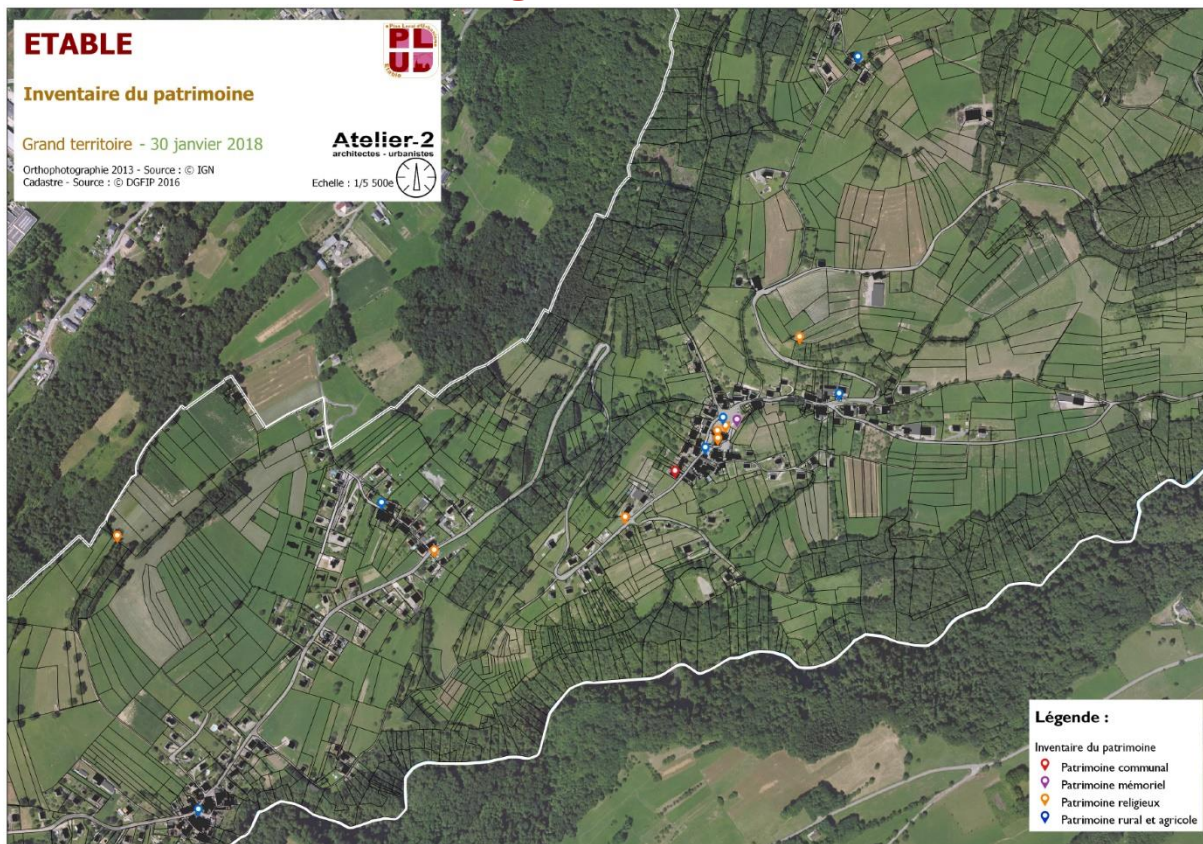 ETABLE
PLU
Inventaire du patrimoine
Grand territoire - 30 janvier 2018
Atelier-2
architectes - urbanistes
Orthophotographie 2013 - Source : © IGN
Cadastre - Source : © DGFIP 2016
Echelle : 1/5 500e
Légende :
Inventaire du patrimoine
Patrimoine communal
Patrimoine mémoriel
Patrimoine religieux
Patrimoine rural et agricole